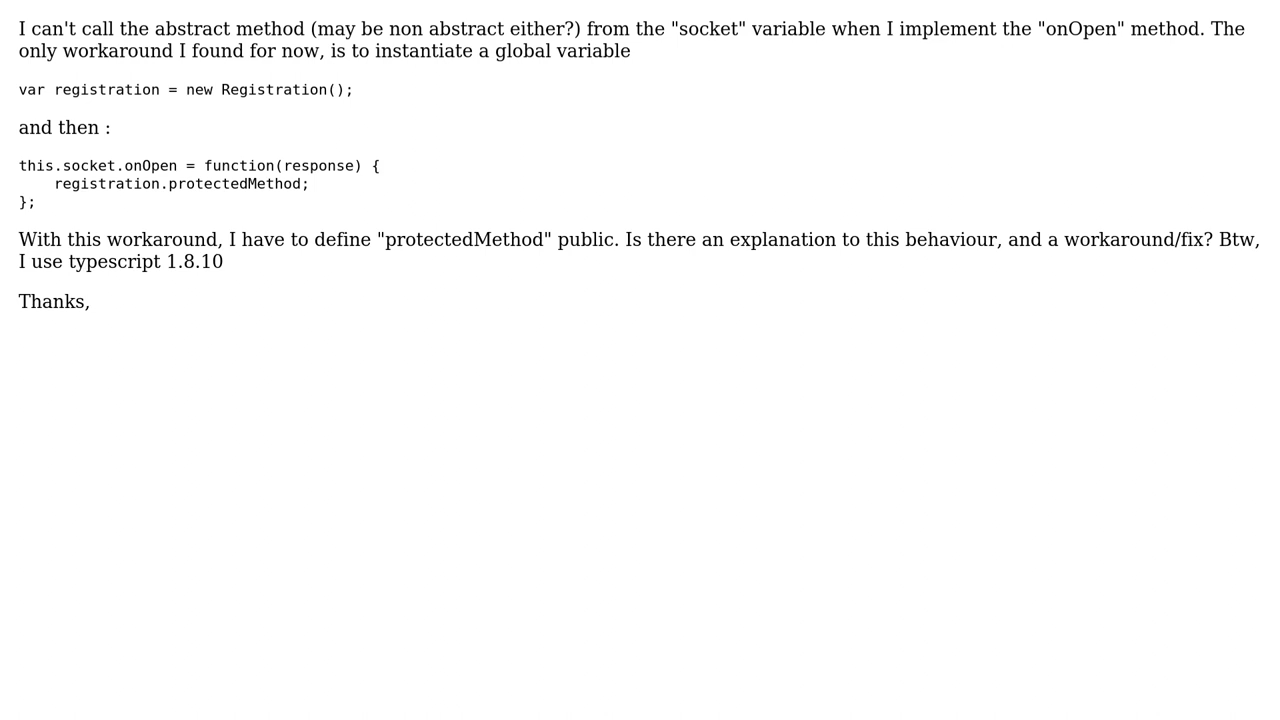 I can't call the abstract method (may be non abstract either?) from the "socket" variable when I implement the "onOpen" method. The
only workaround I found for now, is to instantiate a global variable
var registration = new Registration();
and then :
this.socket.onOpen = function(response) {
    registration.protectedMethod;
};
With this workaround, I have to define "protectedMethod" public. Is there an explanation to this behaviour, and a workaround/fix? Btw,
I use typescript 1.8.10
Thanks,